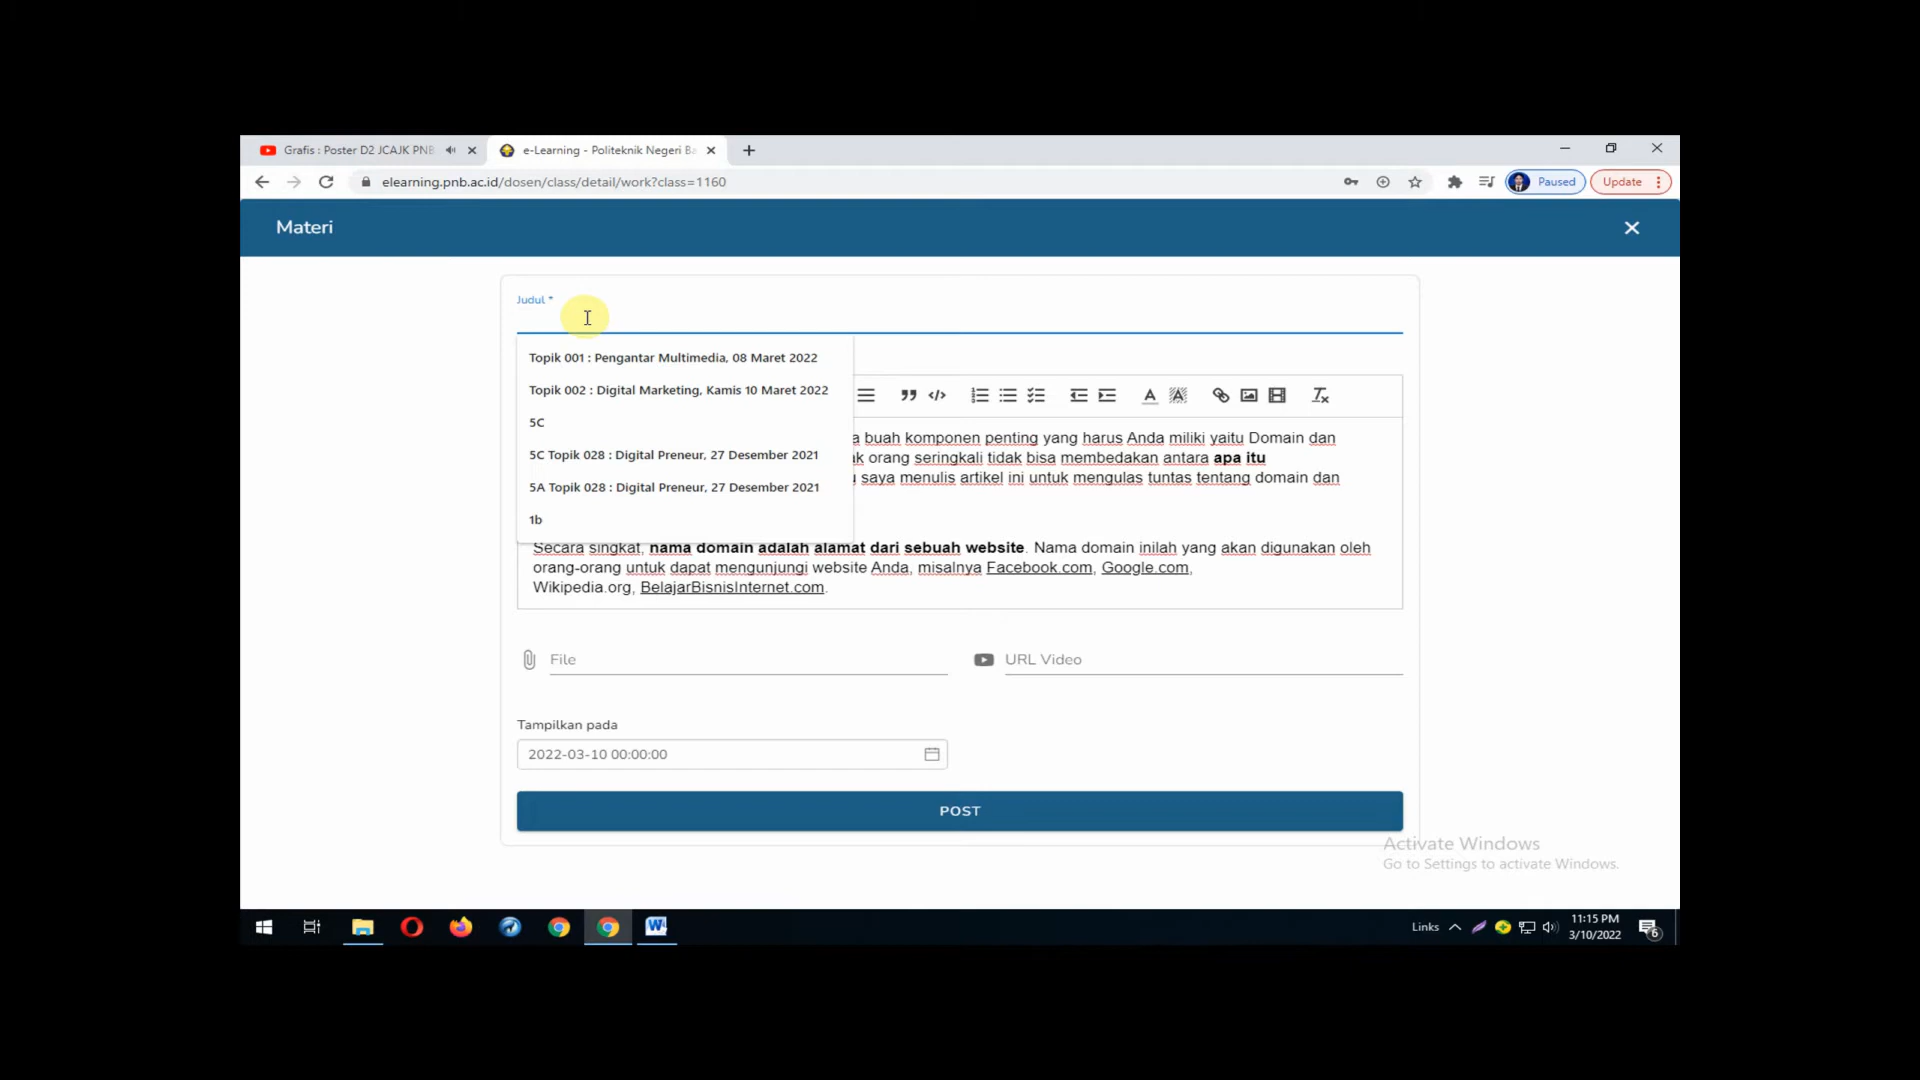 Grafis : Poster D2 JCAJK PNB
e-Learning - Politeknik Negeri Ba
elearning.pnb.ac.id/dosen/class/detail/work?class=1160
Paused
Update
Materi
Judul *
Topik 001 : Pengantar Multimedia, 08 Maret 2022
Topik 002 : Digital Marketing, Kamis 10 Maret 2022
5C
5C Topik 028 : Digital Preneur, 27 Desember 2021
5A Topik 028 : Digital Preneur, 27 Desember 2021
1b
a buah komponen penting yang harus Anda miliki yaitu Domain dan
orang seringkali tidak bisa membedakan antara apa itu
saya menulis artikel ini untuk mengulas tuntas tentang domain dan
Secara singkat, nama domain adalah alamat dari sebuah website. Nama domain inilah yang akan digunakan oleh
orang-orang untuk dapat mengunjungi website Anda, misalnya Facebook.com, Google.com,
Wikipedia.org, BelajarBisnisInternet.com.
File
URL Video
Tampilkan pada
2022-03-10 00:00:00
POST
Activate Windows
Go to Settings to activate Windows.
Links
11:15 PM
3/10/2022
6